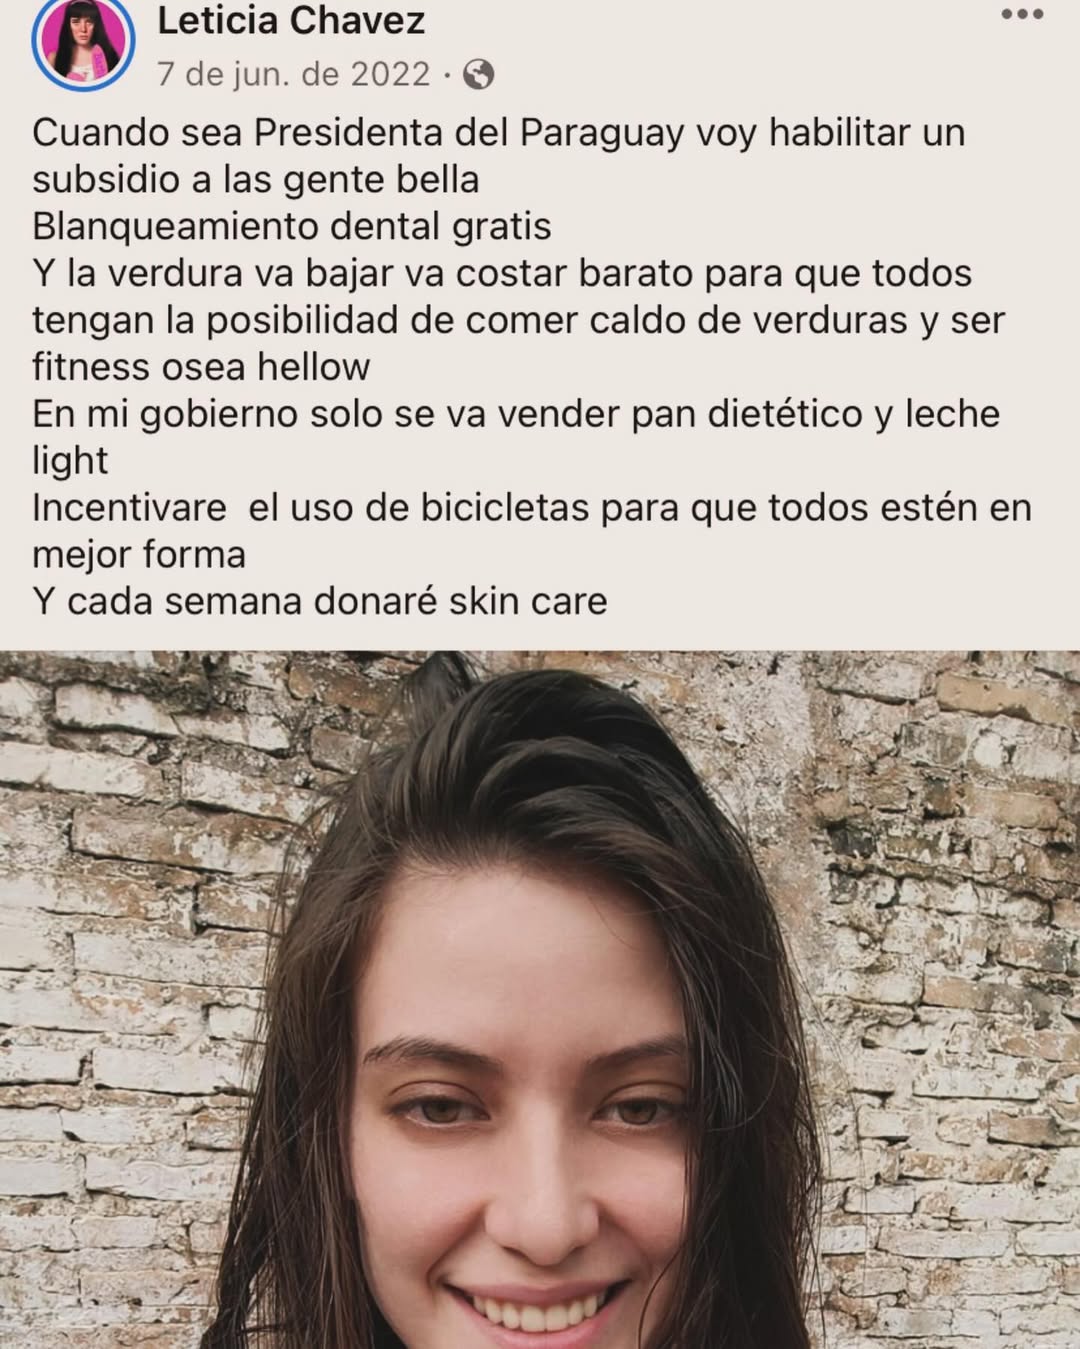 Leticia Chavez
7 de jun. de 2022 ·
Cuando sea Presidenta del Paraguay voy habilitar un
subsidio a las gente bella
Blanqueamiento dental gratis
Y la verdura va bajar va costar barato para que todos
tengan la posibilidad de comer caldo de verduras y ser
fitness osea hellow
En mi gobierno solo se va vender pan dietético y leche
light
Incentivare  el uso de bicicletas para que todos estén en
mejor forma
Y cada semana donaré skin care